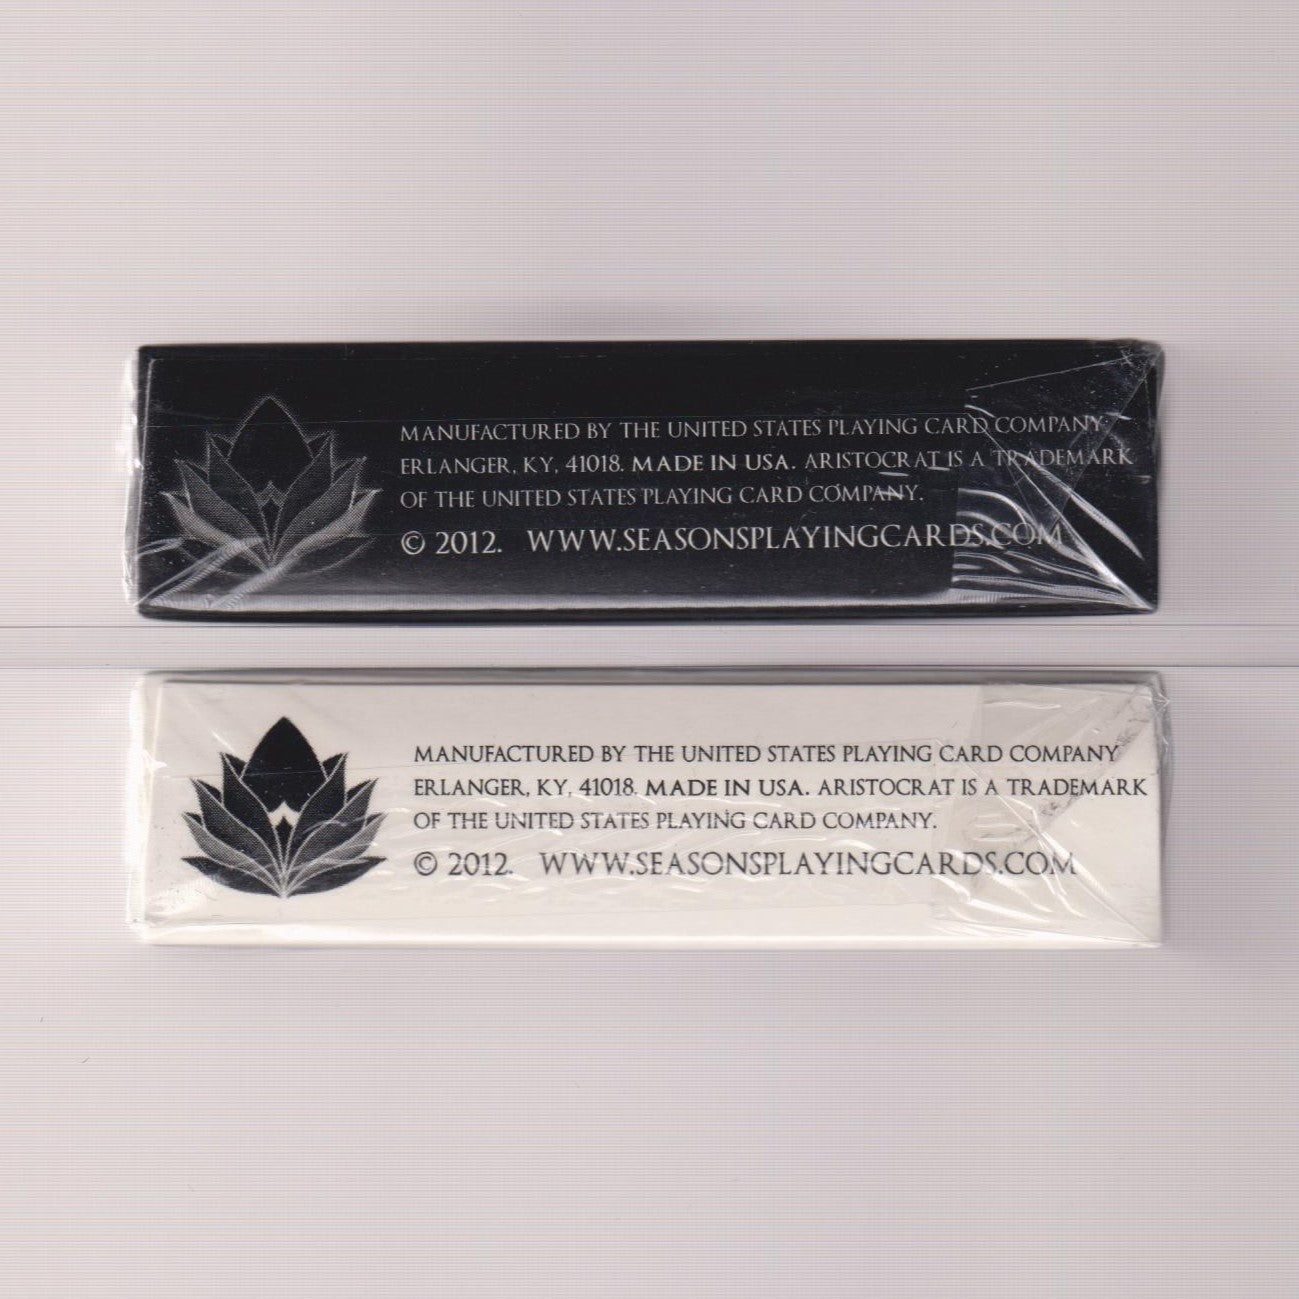 MANUFACTURED BY THE UNITED STATES PLAYING CARD COMPANY
ERLANGER, KY, 41018. MADE IN USA. ARISTOCRAT IS A TRADEMARK
OF THE UNITED STATES PLAYING CARD COMPANY.
© 2012. WWW.SEASONSPLAYINGCARDS.COM
MANUFACTURED BY THE UNITED STATES PLAYING CARD COMPANY
ERLANGER, KY, 41018. MADE IN USA. ARISTOCRAT IS A TRADEMARK
OF THE UNITED STATES PLAYING CARD COMPANY.
© 2012. WWW.SEASONSPLAYINGCARDS.COM